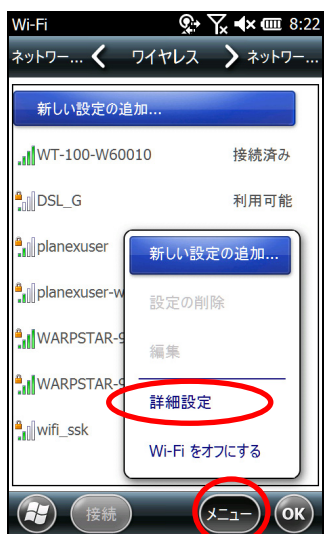 Wi-Fi 8:22
ネットワー... ワイヤレス ネットワー...
新しい設定の追加...
WT-100-W60010 接続済み
DSL_G 利用可能
planexuser
新しい設定の追加...
planexuser-w
設定の削除
WARPSTAR-9
編集
WARPSTAR-9
詳細設定
wifi_ssk
Wi-Fi をオフにする
接続 メニュー OK